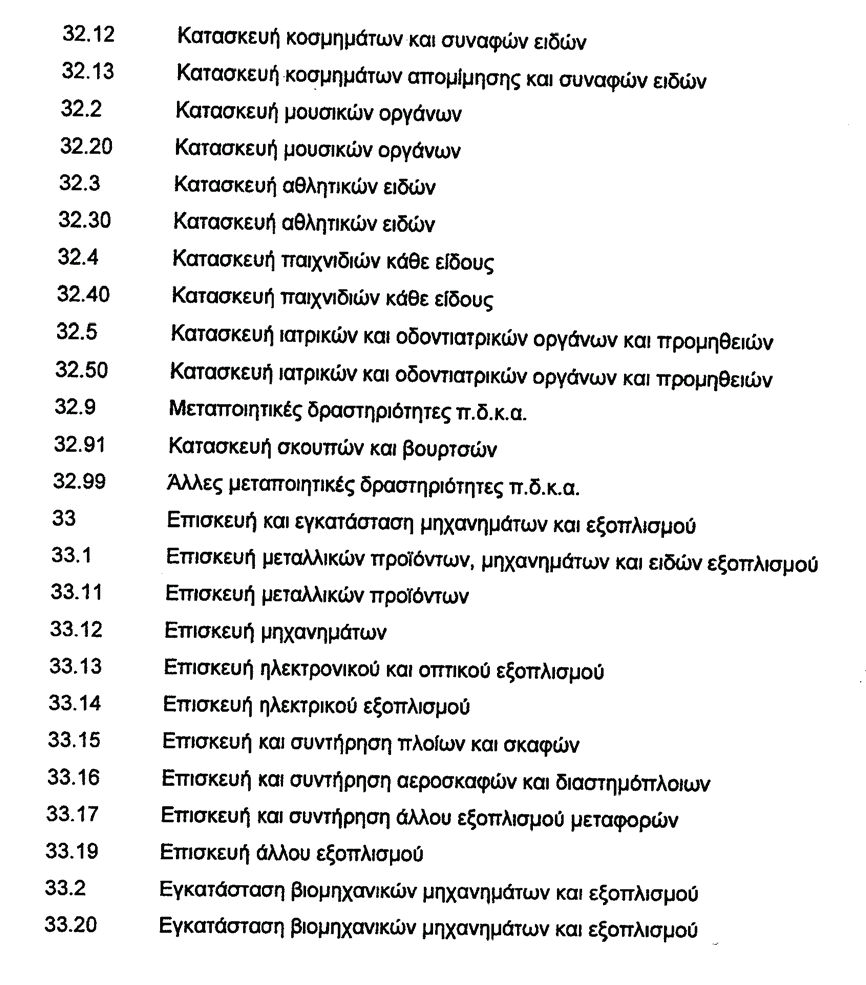 32.12 Κατασκευή κοσμημάτων και συναφών ειδών
32.13 Κατασκευή κοσμημάτων απομίμησης και συναφών ειδών
32.2 Κατασκευή μουσικών οργάνων
32.20 Κατασκευή μουσικών οργάνων
32.3 Κατασκευή αθλητικών ειδών
32.30 Κατασκευή αθλητικών ειδών
32.4 Κατασκευή παιχνιδιών κάθε είδους
32.40 Κατασκευή παιχνιδιών κάθε είδους
32.5 Κατασκευή ιατρικών και οδοντιατρικών οργάνων και προμηθειών
32.50 Κατασκευή ιατρικών και οδοντιατρικών οργάνων και προμηθειών
32.9 Μεταποιητικές δραστηριότητες π.δ.κ.α.
32.91 Κατασκευή σκουπών και βουρτσών
32.99 Άλλες μεταποιητικές δραστηριότητες π.δ.κ.α.
33 Επισκευή και εγκατάσταση μηχανημάτων και εξοπλισμού
33.1 Επισκευή μεταλλικών προϊόντων, μηχανημάτων και ειδών εξοπλισμού
33.11 Επισκευή μεταλλικών προϊόντων
33.12 Επισκευή μηχανημάτων
33.13 Επισκευή ηλεκτρονικού και οπτικού εξοπλισμού
33.14 Επισκευή ηλεκτρικού εξοπλισμού
33.15 Επισκευή και συντήρηση πλοίων και σκαφών
33.16 Επισκευή και συντήρηση αεροσκαφών και διαστημόπλοιων
33.17 Επισκευή και συντήρηση άλλου εξοπλισμού μεταφορών
33.19 Επισκευή άλλου εξοπλισμού
33.2 Εγκατάσταση βιομηχανικών μηχανημάτων και εξοπλισμού
33.20 Εγκατάσταση βιομηχανικών μηχανημάτων και εξοπλισμού